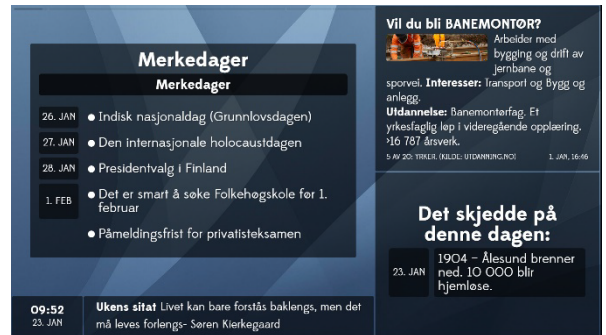 Merkedager
Merkedager
26. JAN
Indisk nasjonaldag (Grunnlovsdagen)
27. JAN
Den internasjonale holocaustdagen
28. JAN
Presidentvalg i Finland
1. FEB
Det er smart å søke Folkehøgskole før 1.
februar
Påmeldingsfrist for privatisteksamen
Vil du bli BANEMONTØR?
Arbeider med
bygging og drift av
jernbane og
sporvei. Interesser: Transport og Bygg og
anlegg.
Utdannelse: Banemontørfag. Et
yrkesfaglig løp i videregående opplæring.
>16 787 årsverk.
5 AV 20: YRKER. (KILDE: UTDANNING.NO)
1. JAN, 16:46
Det skjedde på
denne dagen:
23. JAN
1904 – Ålesund brenner
ned. 10 000 blir
hjemløse.
09:52
23. JAN
Ukens sitat Livet kan bare forstås baklengs, men det
må leves forlengs- Søren Kierkegaard